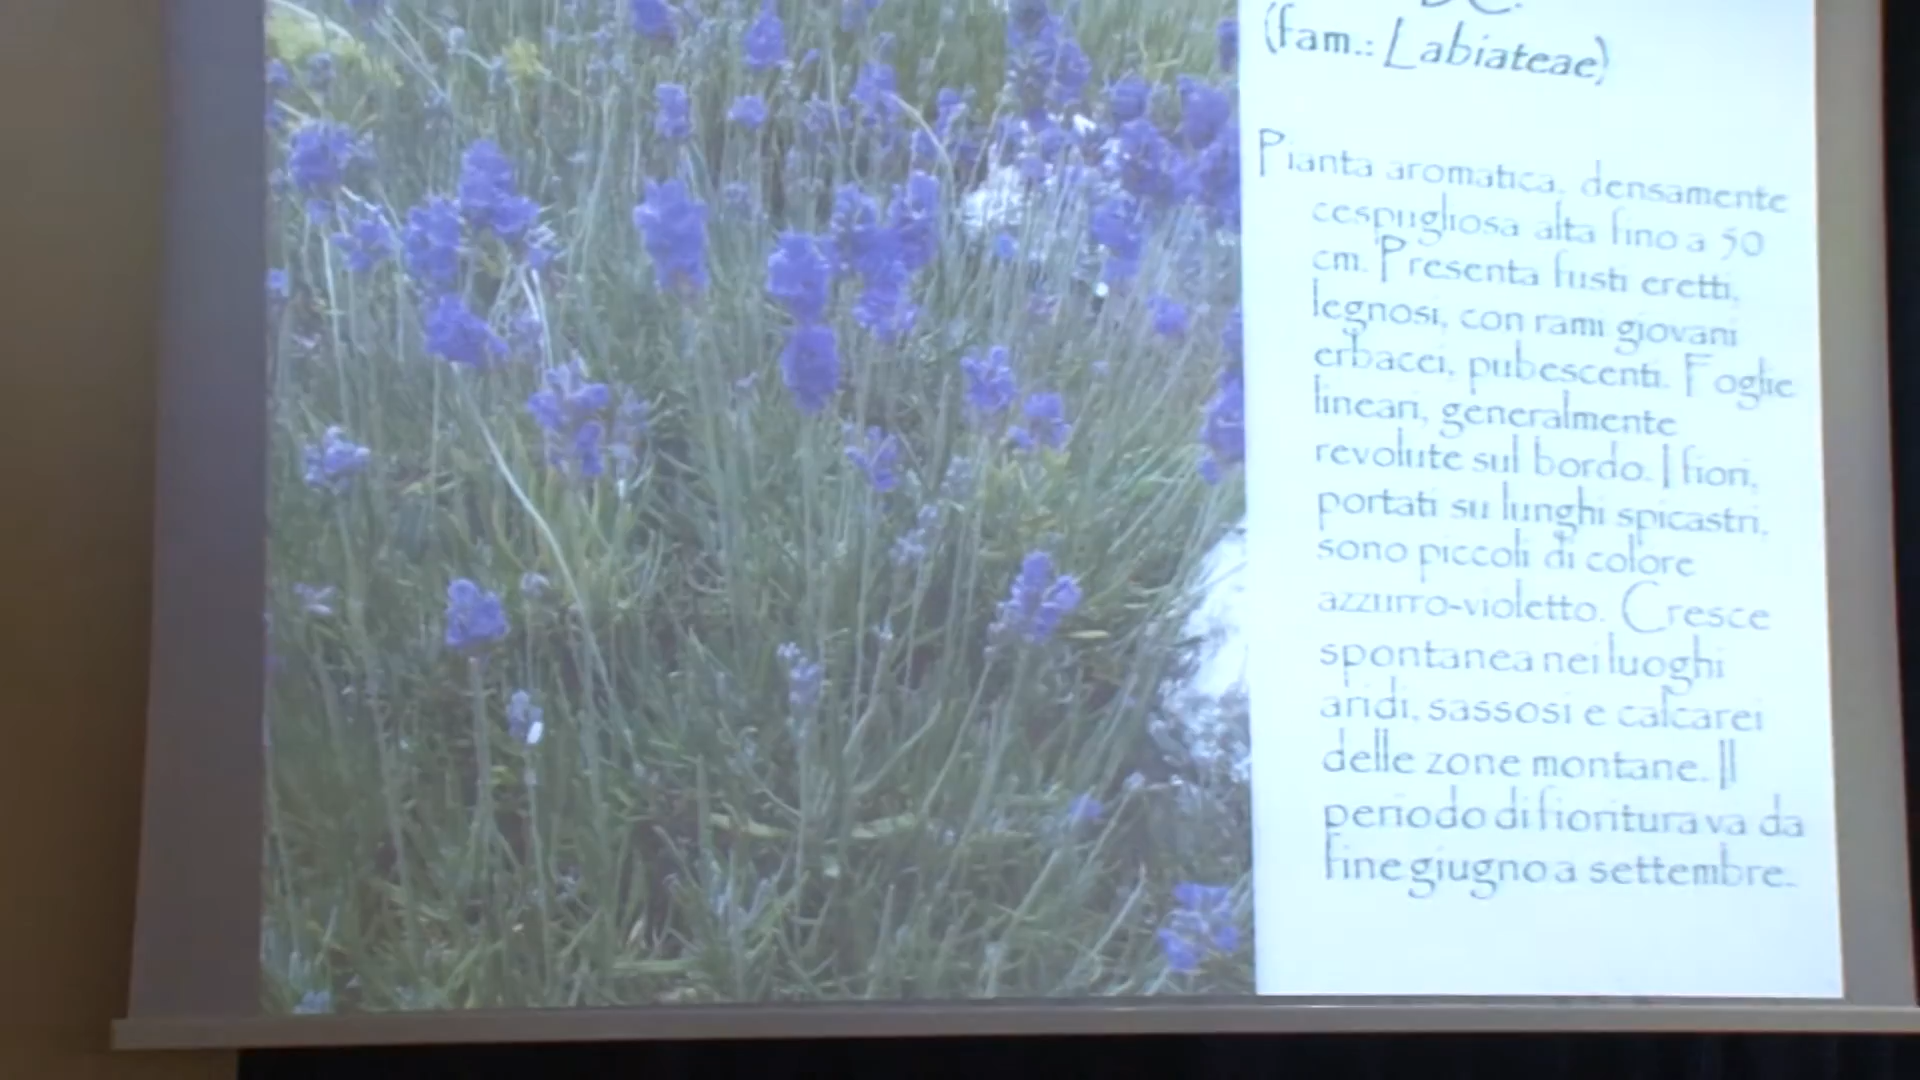 DC.
(fam.: Labiateae)
Pianta aromatica, densamente
cespugliosa alta fino a 50
cm. Presenta fusti eretti,
legnosi, con rami giovani
erbacei, pubescenti. Foglie
lineari, generalmente
revolute sul bordo. I fiori,
portati su lunghi spicastri,
sono piccoli di colore
azzurro-violetto. Cresce
spontanea nei luoghi
aridi, sassosi e calcarei
delle zone montane. Il
periodo di fioritura va da
fine giugno a settembre.